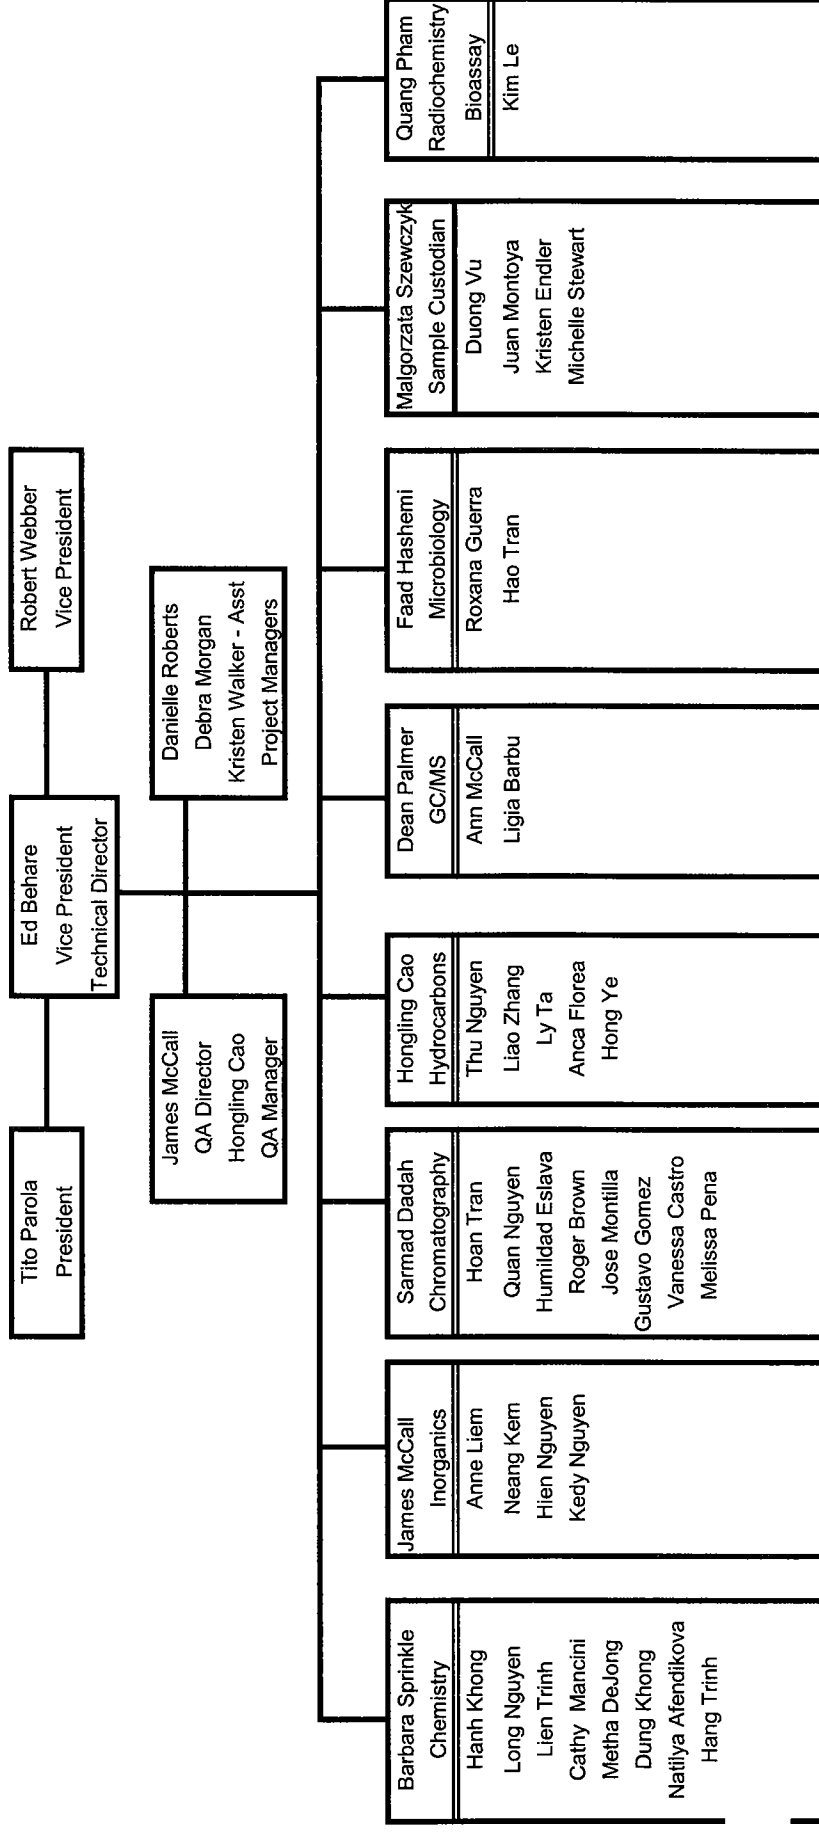 Tito Parola
President
Ed Behare
Vice President
Technical Director
Robert Webber
Vice President
James McCall
QA Director
Hongling Cao
QA Manager
Danielle Roberts
Debra Morgan
Kristen Walker - Asst
Project Managers
Barbara Sprinkle
Chemistry
Hanh Khong
Long Nguyen
Lien Trinh
Cathy Mancini
Metha DeJong
Dung Khong
Natilya Afendikova
Hang Trinh
James McCall
Inorganics
Anne Liem
Neang Kem
Hien Nguyen
Kedy Nguyen
Sarmad Dadah
Chromatography
Hoan Tran
Quan Nguyen
Humildad Eslava
Roger Brown
Jose Montilla
Gustavo Gomez
Vanessa Castro
Melissa Pena
Hongling Cao
Hydrocarbons
Thu Nguyen
Liao Zhang
Ly Ta
Anca Florea
Hong Ye
Dean Palmer
GC/MS
Ann McCall
Ligia Barbu
Faad Hashemi
Microbiology
Roxana Guerra
Hao Tran
Malgorzata Szewczyk
Sample Custodian
Duong Vu
Juan Montoya
Kristen Endler
Michelle Stewart
Quang Pham
Radiochemistry
Bioassay
Kim Le